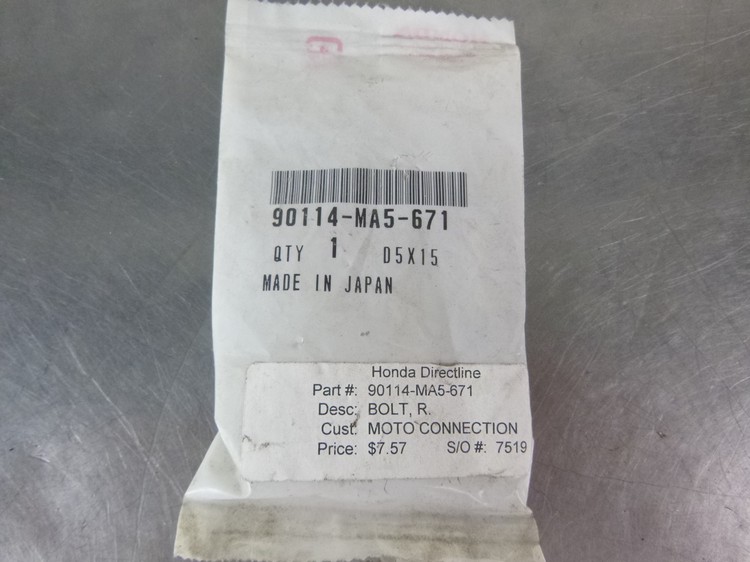 90114-MA5-671
QTY 1 D5X15
MADE IN JAPAN
Honda Directline
Part #: 90114-MA5-671
Desc: BOLT, R.
Cust: MOTO CONNECTION
Price: $7.57 S/O #: 7519